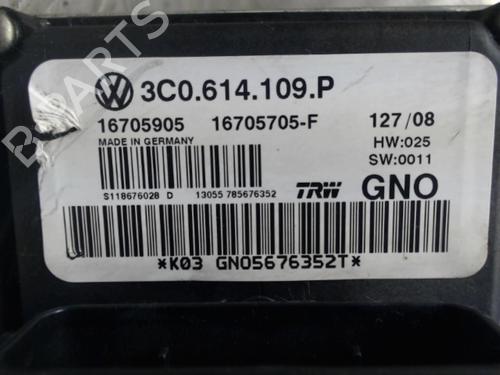 B PARTS
3C0.614.109.P
16705905 16705705-F 127/08
MADE IN GERMANY HW:025
SW:0011
S118676028 D 13055 785676352 TRW GNO
*K03 GNO5676352T*